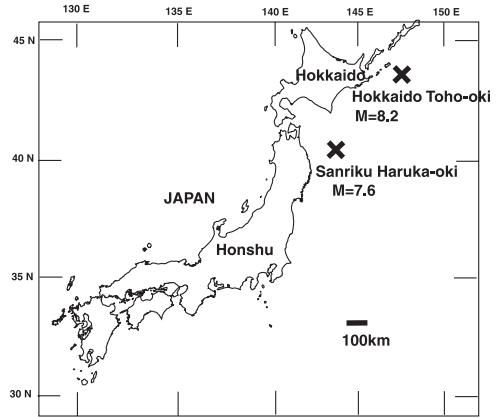 130 E 135 E 140 E 145 E 150 E
45 N
Hokkaido
Hokkaido Toho-oki
M=8.2
40 N
Sanriku Haruka-oki
M=7.6
JAPAN
Honshu
35 N
100km
30 N